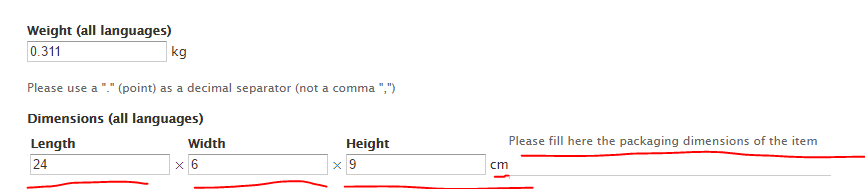 Weight (all languages)
0.311 kg
Please use a "." (point) as a decimal separator (not a comma ",")
Dimensions (all languages)
Length Width Height Please fill here the packaging dimensions of the item
24 × 6 × 9 cm